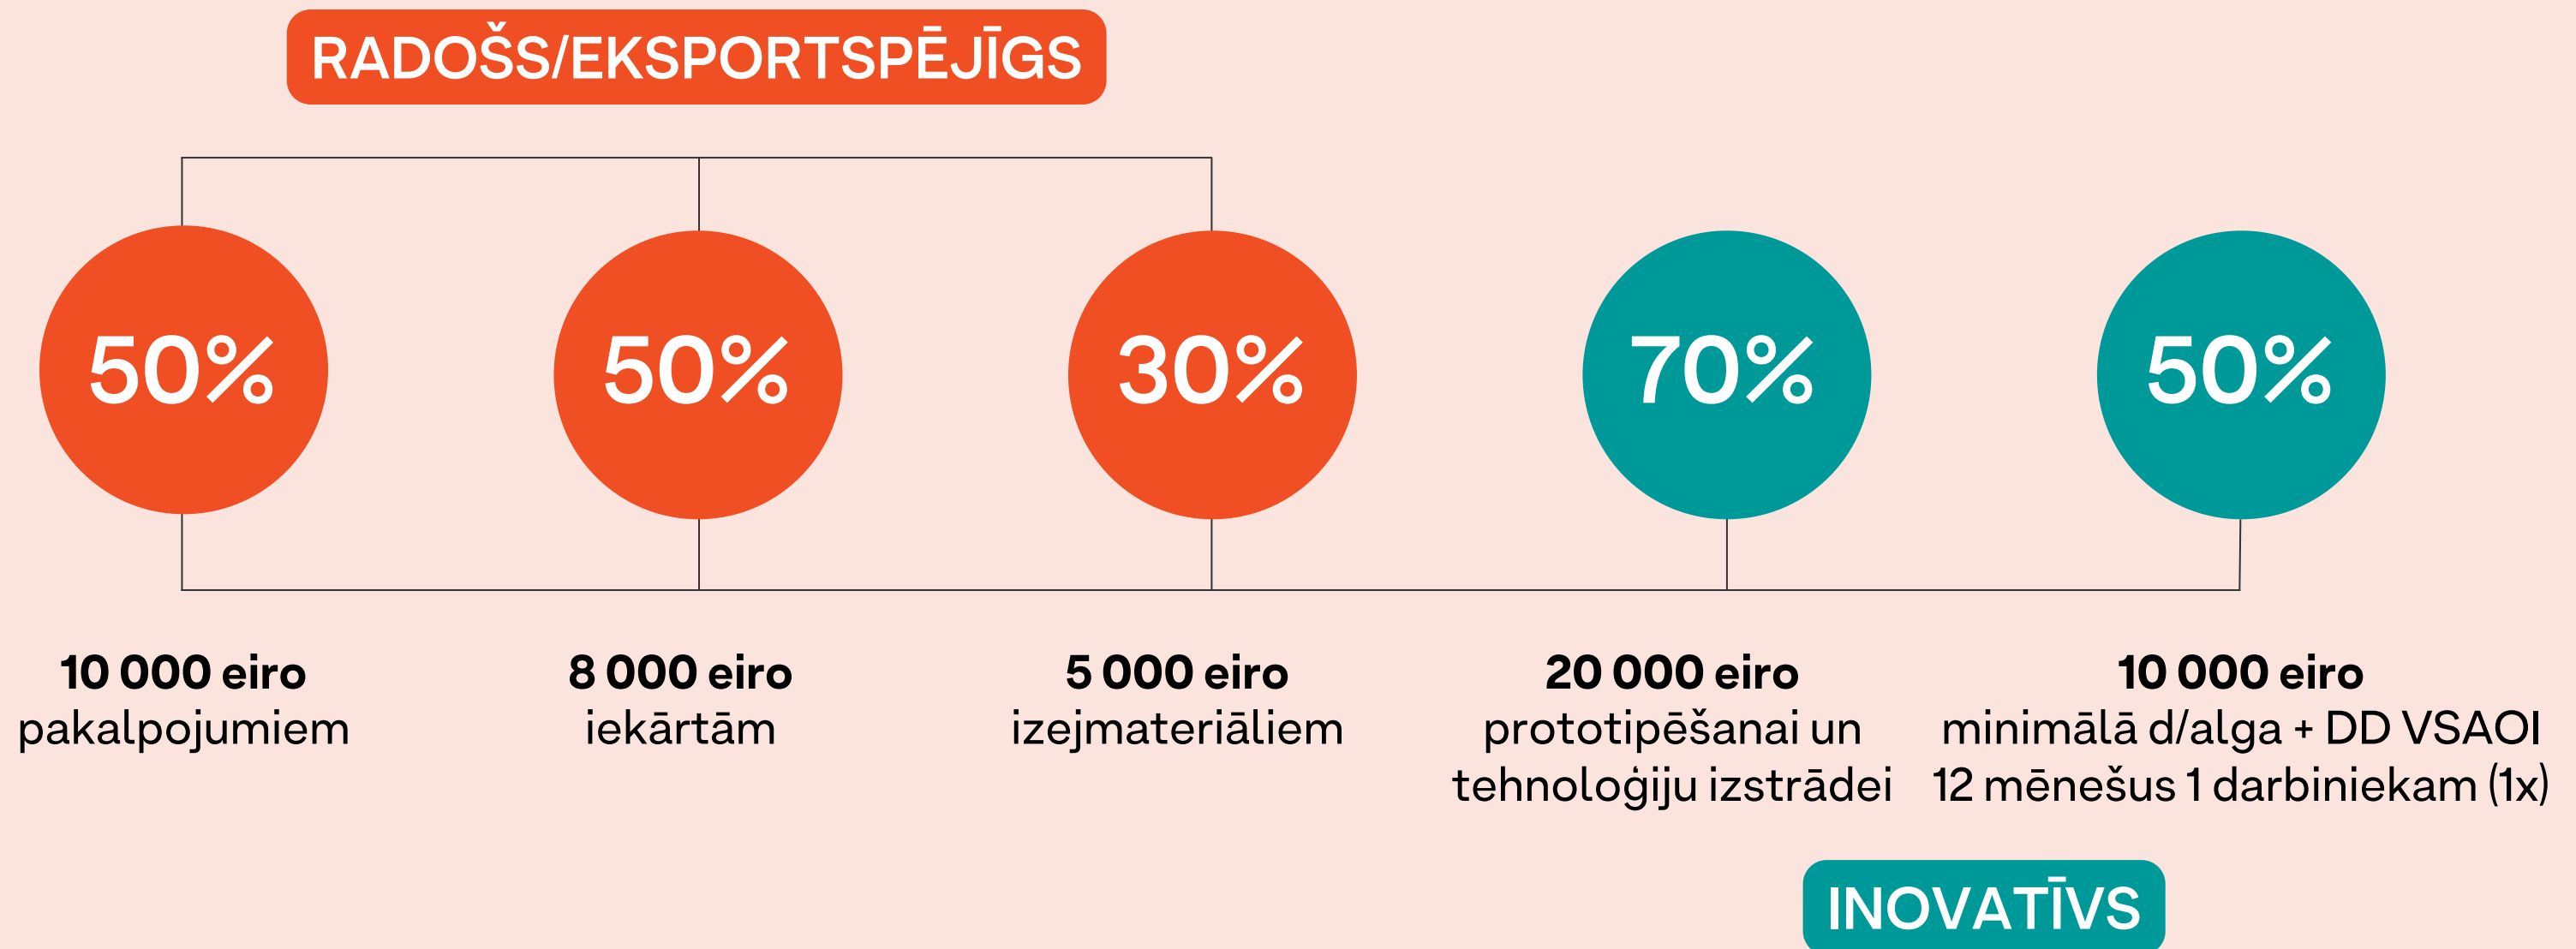 RADOŠS/EKSPORTSPĒJĪGS
50%
50%
30%
70%
50%
10 000 eiro
pakalpojumiem
8 000 eiro
iekārtām
5 000 eiro
izejmateriāliem
20 000 eiro
prototipēšanai un
tehnoloģiju izstrādei
10 000 eiro
minimālā d/alga + DD VSAOI
12 mēnešus 1 darbiniekam (1x)
INOVATĪVS